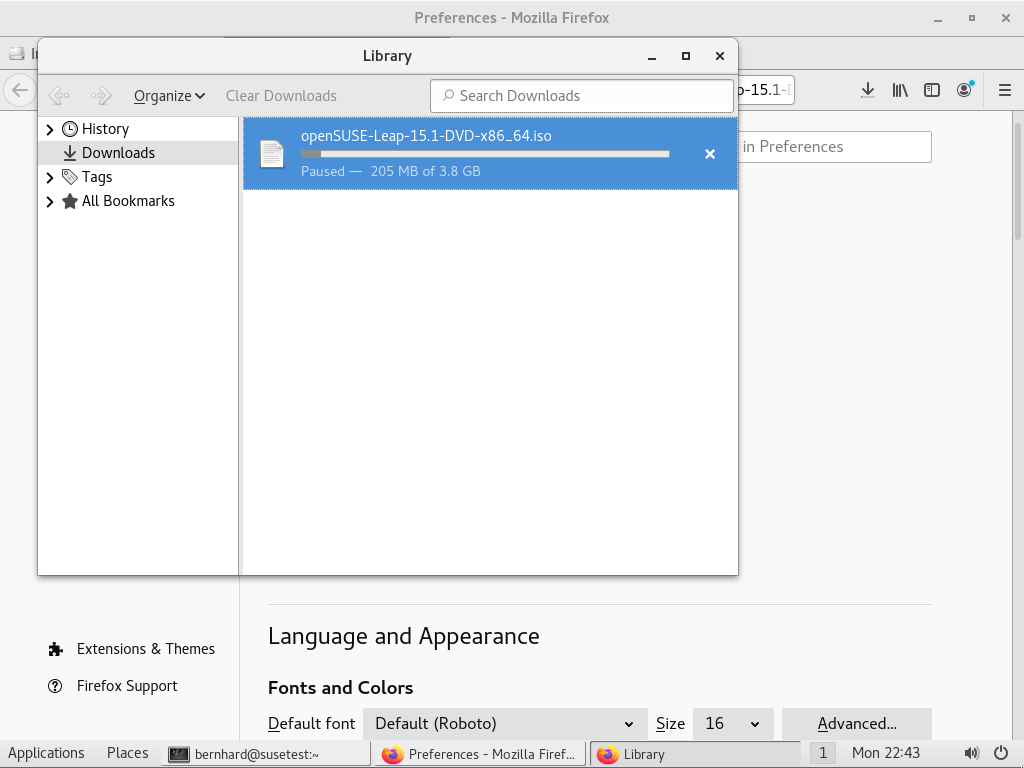 Preferences - Mozilla Firefox
Library
Organize
Clear Downloads
Search Downloads
History
Downloads
Tags
All Bookmarks
openSUSE-Leap-15.1-DVD-x86_64.iso
Paused — 205 MB of 3.8 GB
-15.1-
in Preferences
Extensions & Themes
Firefox Support
Language and Appearance
Fonts and Colors
Default font
Default (Roboto)
Size
16
Advanced...
Applications
Places
bernhard@susetest:~
Preferences - Mozilla Firef...
Library
1
Mon 22:43